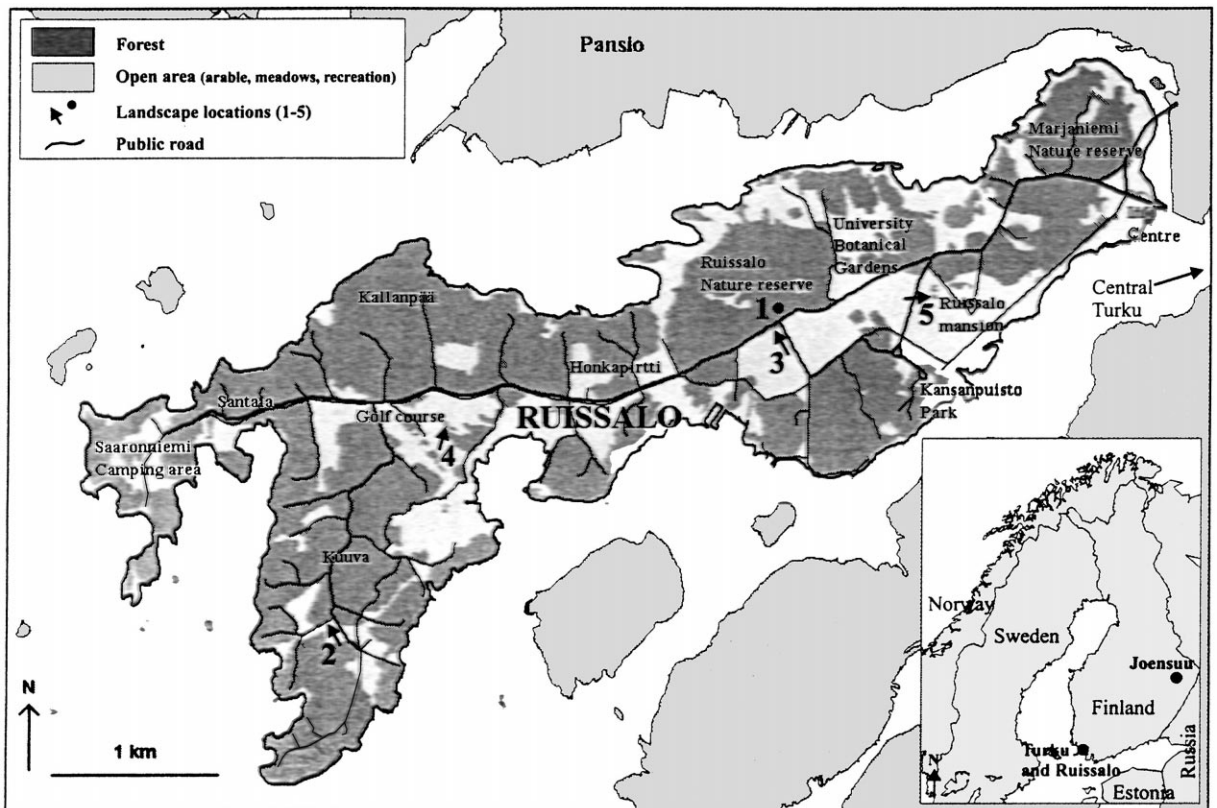 Forest
Open area (arable, meadows, recreation)
Landscape locations (1-5)
Public road
Pansio
Marjaniemi
Nature reserve
University
Botanical
Gardens
Centre
Ruissalo
Nature reserve
Central
Turku
Kallanpää
1
5
Ruissalo
mansion
3
Honkapirtti
Kansanpuisto
Park
Santala
Golf course
RUISSALO
4
Saaronniemi
Camping area
Kuuva
2
N
1 km
Norway
Sweden
Joensuu
Finland
Russia
Turku
and Ruissalo
N
Estonia